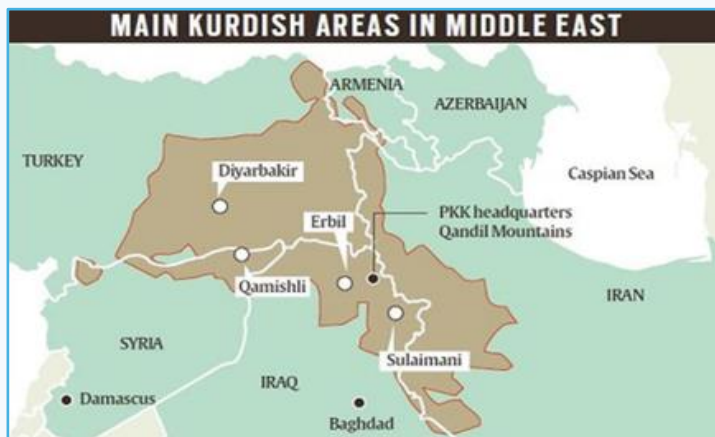 MAIN KURDISH AREAS IN MIDDLE EAST
ARMENIA
AZERBAIJAN
TURKEY
Diyarbakir
Caspian Sea
Erbil
PKK headquarters
Qandil Mountains
Qamishli
IRAN
SYRIA
Sulaimani
IRAQ
Damascus
Baghdad